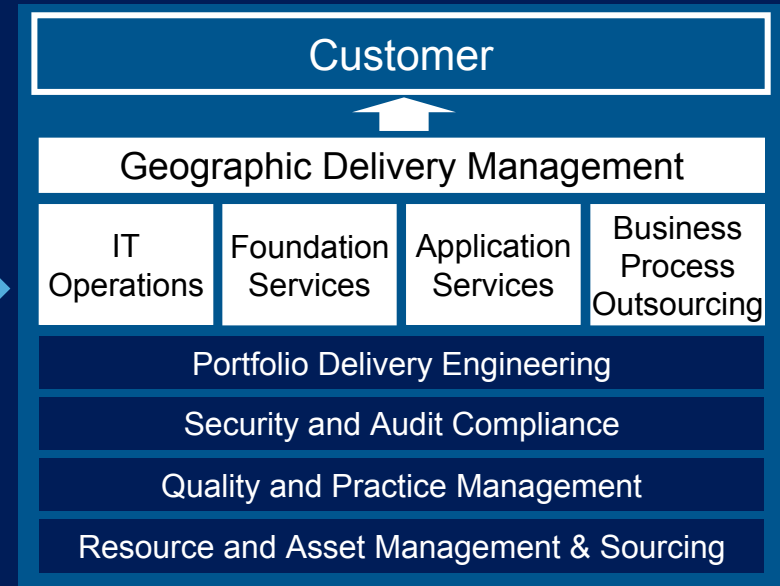 Customer
Geographic Delivery Management
IT
Operations
Foundation
Services
Application
Services
Business
Process
Outsourcing
Portfolio Delivery Engineering
Security and Audit Compliance
Quality and Practice Management
Resource and Asset Management & Sourcing